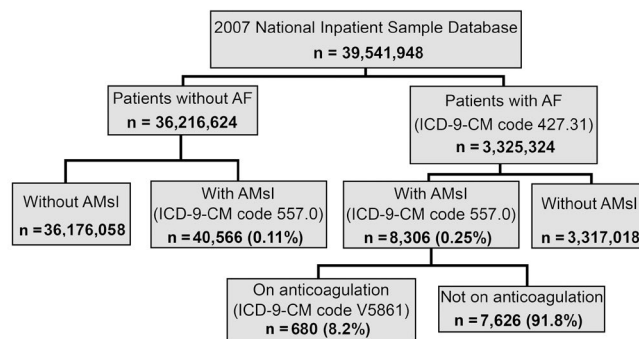 2007 National Inpatient Sample Database
n = 39,541,948
Patients without AF
n = 36,216,624
Patients with AF
(ICD-9-CM code 427.31)
n = 3,325,324
Without AMsI
n =36,176,058
With AMsI
(ICD-9-CM code 557.0)
n = 40,566 (0.11%)
With AMsI
(ICD-9-CM code 557.0)
n = 8,306 (0.25%)
Without AMsI
n = 3,317,018
On anticoagulation
(ICD-9-CM code V5861)
n = 680 (8.2%)
Not on anticoagulation
n = 7,626 (91.8%)